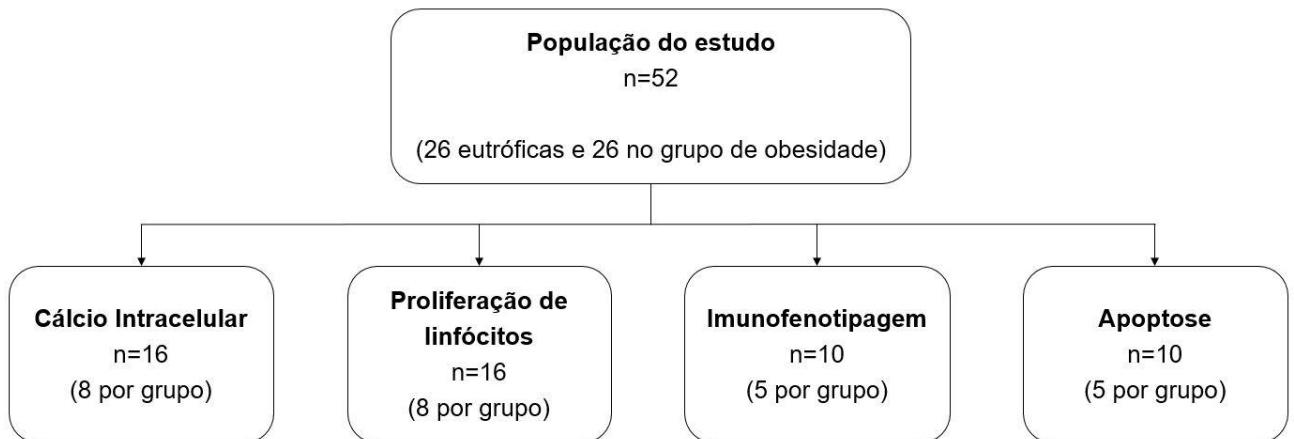 População do estudo
n=52
(26 eutróficas e 26 no grupo de obesidade)
Cálcio Intracelular
n=16
(8 por grupo)
Proliferação de
linfócitos
n=16
(8 por grupo)
Imunofenotipagem
n=10
(5 por grupo)
Apoptose
n=10
(5 por grupo)